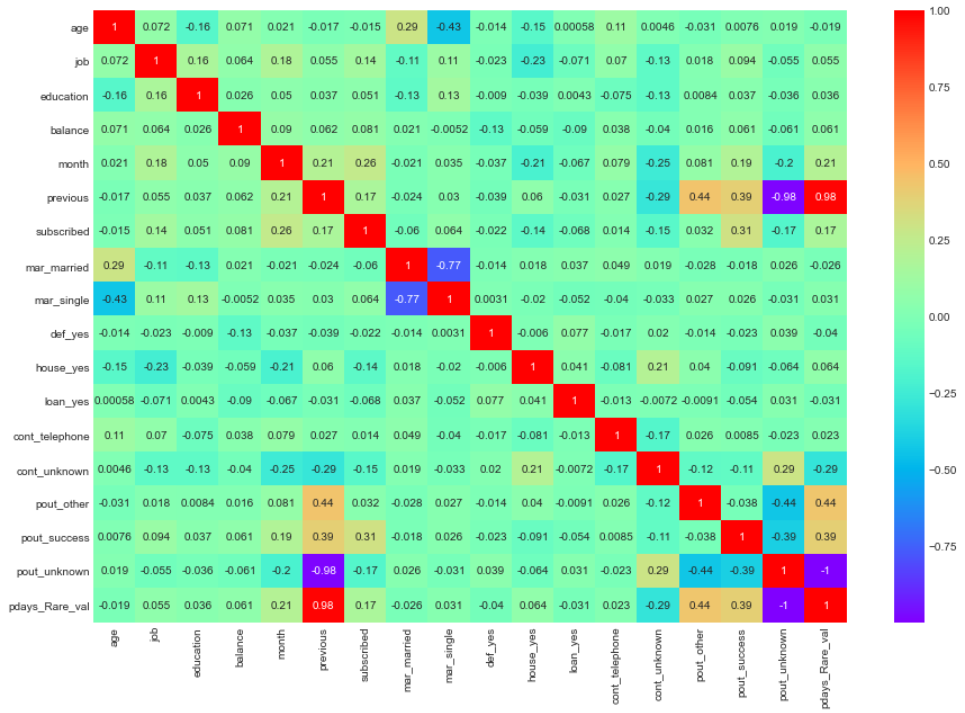 age 1 0.072 -0.16 0.071 0.021 -0.017 -0.015 0.29 -0.43 -0.014 -0.15 0.00058 0.11 0.0046 -0.031 0.0076 0.019 -0.019
job 0.072 1 0.16 0.064 0.18 0.055 0.14 -0.11 0.11 -0.023 -0.23 -0.071 0.07 -0.13 0.018 0.094 -0.055 0.055
education -0.16 0.16 1 0.026 0.05 0.037 0.051 -0.13 0.13 -0.009 -0.039 0.0043 -0.075 -0.13 0.0084 0.037 -0.036 0.036
balance 0.071 0.064 0.026 1 0.09 0.062 0.081 0.021 -0.0052 -0.13 -0.059 -0.09 0.038 -0.04 0.016 0.061 -0.061 0.061
month 0.021 0.18 0.05 0.09 1 0.21 0.26 -0.021 0.035 -0.037 -0.21 -0.067 0.079 -0.25 0.081 0.19 -0.2 0.21
previous -0.017 0.055 0.037 0.062 0.21 1 0.17 -0.024 0.03 -0.039 0.06 -0.031 0.027 -0.29 0.44 0.39 -0.98 0.98
subscribed -0.015 0.14 0.051 0.081 0.26 0.17 1 -0.06 0.064 -0.022 -0.14 -0.068 0.014 -0.15 0.032 0.31 -0.17 0.17
mar_married 0.29 -0.11 -0.13 0.021 -0.021 -0.024 -0.06 1 -0.77 -0.014 0.018 0.037 0.049 0.019 -0.028 -0.018 0.026 -0.026
mar_single -0.43 0.11 0.13 -0.0052 0.035 0.03 0.064 -0.77 1 0.0031 -0.02 -0.052 -0.04 -0.033 0.027 0.026 -0.031 0.031
def_yes -0.014 -0.023 -0.009 -0.13 -0.037 -0.039 -0.022 -0.014 0.0031 1 -0.006 0.077 -0.017 0.02 -0.014 -0.023 0.039 -0.04
house_yes -0.15 -0.23 -0.039 -0.059 -0.21 0.06 -0.14 0.018 -0.02 -0.006 1 0.041 -0.081 0.21 0.04 -0.091 -0.064 0.064
loan_yes 0.00058 -0.071 0.0043 -0.09 -0.067 -0.031 -0.068 0.037 -0.052 0.077 0.041 1 -0.013 -0.0072 -0.0091 -0.054 0.031 -0.031
cont_telephone 0.11 0.07 -0.075 0.038 0.079 0.027 0.014 0.049 -0.04 -0.017 -0.081 -0.013 1 -0.17 0.026 0.0085 -0.023 0.023
cont_unknown 0.0046 -0.13 -0.13 -0.04 -0.25 -0.29 -0.15 0.019 -0.033 0.02 0.21 -0.0072 -0.17 1 -0.12 -0.11 0.29 -0.29
pout_other -0.031 0.018 0.0084 0.016 0.081 0.44 0.032 -0.028 0.027 -0.014 0.04 -0.0091 0.026 -0.12 1 -0.038 -0.44 0.44
pout_success 0.0076 0.094 0.037 0.061 0.19 0.39 0.31 -0.018 0.026 -0.023 -0.091 -0.054 0.0085 -0.11 -0.038 1 -0.39 0.39
pout_unknown 0.019 -0.055 -0.036 -0.061 -0.2 -0.98 -0.17 0.026 -0.031 0.039 -0.064 0.031 -0.023 0.29 -0.44 -0.39 1 -1
pdays_Rare_val -0.019 0.055 0.036 0.061 0.21 0.98 0.17 -0.026 0.031 -0.04 0.064 -0.031 0.023 -0.29 0.44 0.39 -1 1
age job education balance month previous subscribed mar_married mar_single def_yes house_yes loan_yes cont_telephone cont_unknown pout_other pout_success pout_unknown pdays_Rare_val
1.00
0.75
0.50
0.25
0.00
−0.25
−0.50
−0.75